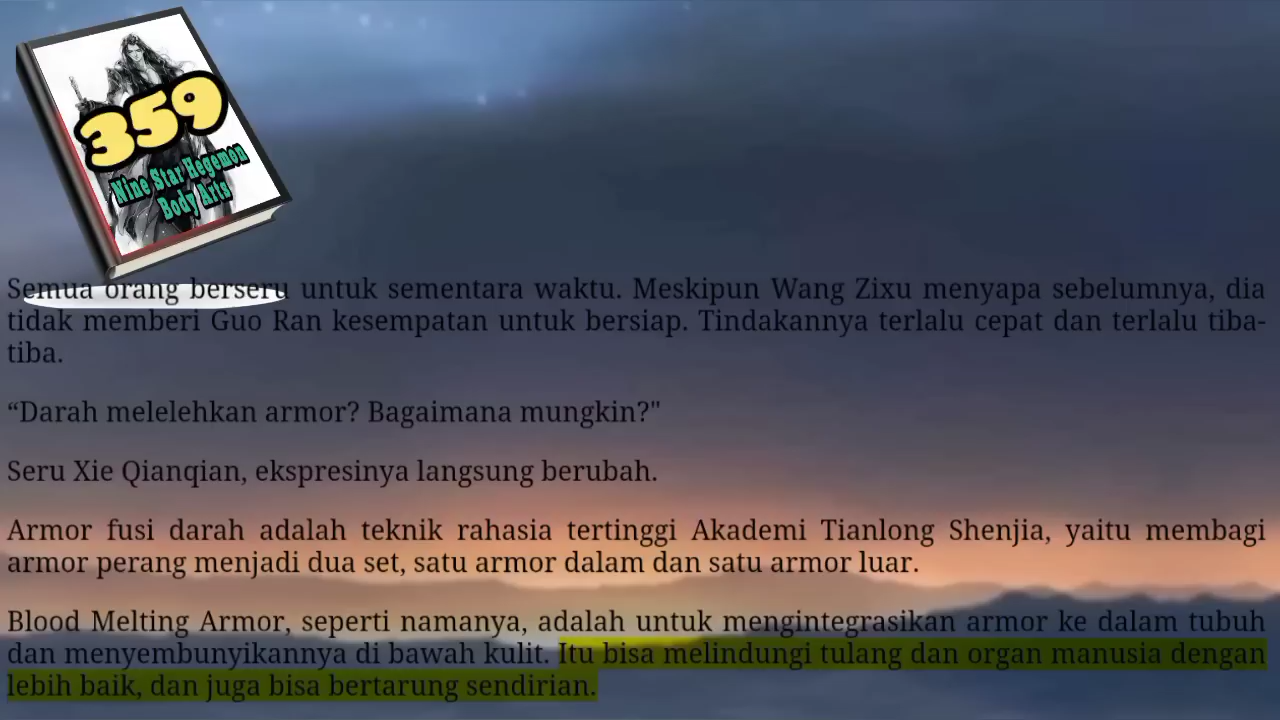 359
Nine Star Hegemon
Body Arts
Semua orang berseru untuk sementara waktu. Meskipun Wang Zixu menyapa sebelumnya, dia
tidak memberi Guo Ran kesempatan untuk bersiap. Tindakannya terlalu cepat dan terlalu tiba-
tiba.
“Darah melelehkan armor? Bagaimana mungkin?"
Seru Xie Qianqian, ekspresinya langsung berubah.
Armor fusi darah adalah teknik rahasia tertinggi Akademi Tianlong Shenjia, yaitu membagi
armor perang menjadi dua set, satu armor dalam dan satu armor luar.
Blood Melting Armor, seperti namanya, adalah untuk mengintegrasikan armor ke dalam tubuh
dan menyembunyikannya di bawah kulit. Itu bisa melindungi tulang dan organ manusia dengan
lebih baik, dan juga bisa bertarung sendirian.